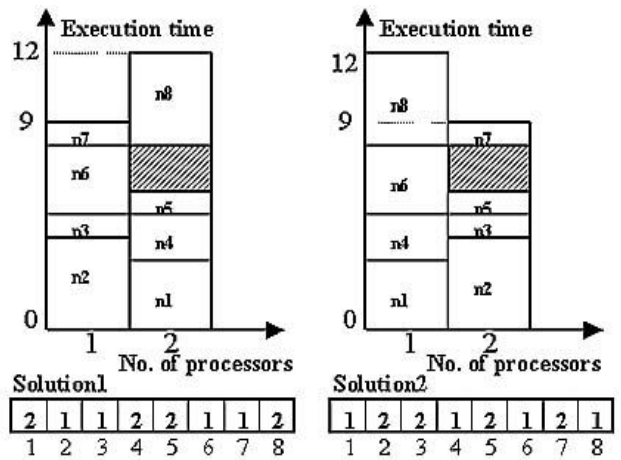 Execution time
12
n8
9
n7
n6
n5
n3
n4
n2
n1
0
1 2
No. of processors
Solution1
2 1 1 2 2 1 1 2
1 2 3 4 5 6 7 8
Execution time
12
n8
9
n7
n6
n5
n3
n4
n2
n1
0
1 2
No. of processors
Solution2
1 2 2 1 2 1 2 1
1 2 3 4 5 6 7 8